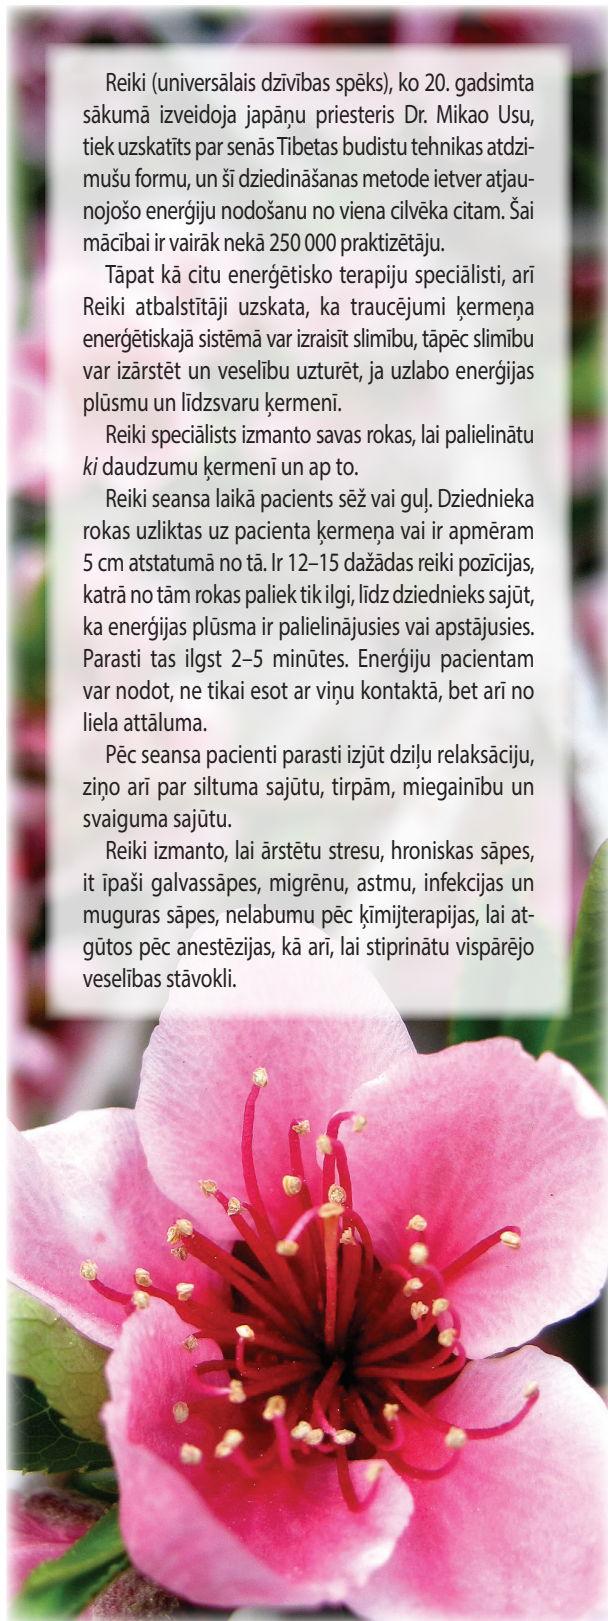 Reiki (universālais dzīvības spēks), ko 20. gadsimta
sākumā izveidoja japāņu priesteris Dr. Mikao Usu,
tiek uzskatīts par senās Tibetas budistu tehnikas atdzi-
mušu formu, un šī dziedināšanas metode ietver atjau-
nojošo enerģiju nodošanu no viena cilvēka citam. Šai
mācībai ir vairāk nekā 250 000 praktizētāju.
Tāpat kā citu enerģētisko terapiju speciālisti, arī
Reiki atbalstītāji uzskata, ka traucējumi ķermeņa
enerģētiskajā sistēmā var izraisīt slimību, tāpēc slimību
var izārstēt un veselību uzturēt, ja uzlabo enerģijas
plūsmu un līdzsvaru ķermenī.
Reiki speciālists izmanto savas rokas, lai palielinātu
ki daudzumu ķermenī un ap to.
Reiki seansa laikā pacients sēž vai guļ. Dziednieka
rokas uzliktas uz pacienta ķermeņa vai ir apmēram
5 cm atstatumā no tā. Ir 12–15 dažādas reiki pozīcijas,
katrā no tām rokas paliek tik ilgi, līdz dziednieks sajūt,
ka enerģijas plūsma ir palielinājusies vai apstājusies.
Parasti tas ilgst 2–5 minūtes. Enerģiju pacientam
var nodot, ne tikai esot ar viņu kontaktā, bet arī no
liela attāluma.
Pēc seansa pacienti parasti izjūt dziļu relaksāciju,
ziņo arī par siltuma sajūtu, tirpām, miegainību un
svaiguma sajūtu.
Reiki izmanto, lai ārstētu stresu, hroniskas sāpes,
it īpaši galvassāpes, migrēnu, astmu, infekcijas un
muguras sāpes, nelabumu pēc ķīmijterapijas, lai at-
gūtos pēc anestēzijas, kā arī, lai stiprinātu vispārējo
veselības stāvokli.